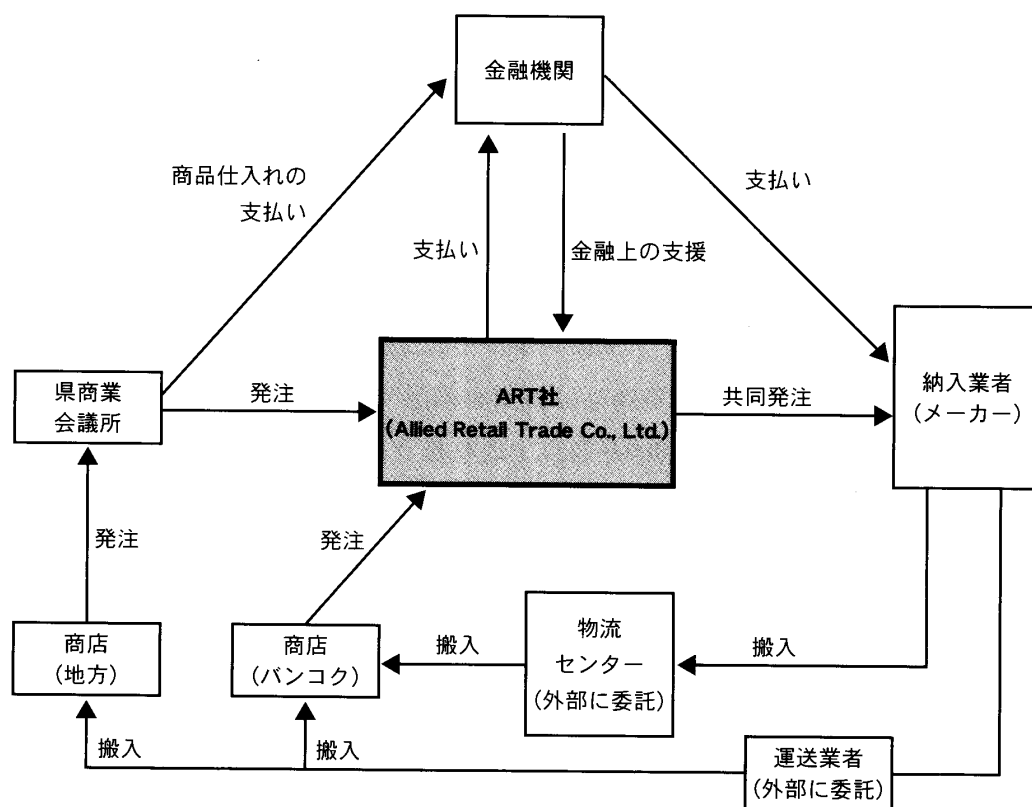 金融機関
商品仕入れの
支払い
支払い
支払い
金融上の支援
県商業
会議所
発注
ART社
(Allied Retail Trade Co., Ltd.)
共同発注
納入業者
(メーカー)
発注
発注
商店
(地方)
商店
(バンコク)
搬入
物流
センター
(外部に委託)
搬入
搬入
搬入
運送業者
(外部に委託)